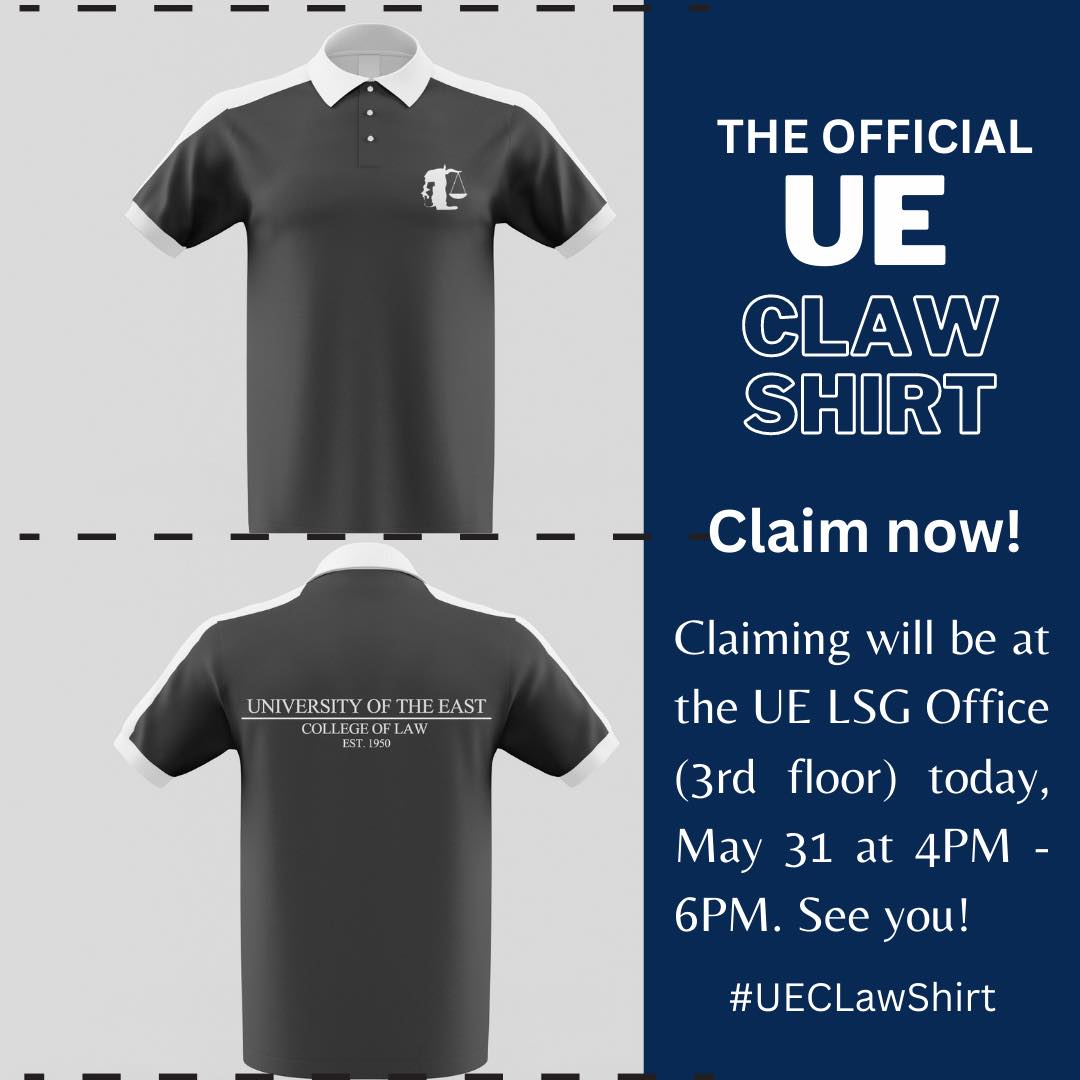 THE OFFICIAL
UE
CLAW
SHIRT
Claim now!
Claiming will be at
the UE LSG Office
(3rd floor) today,
May 31 at 4PM -
6PM. See you!
#UECLawShirt
UNIVERSITY OF THE EAST
COLLEGE OF LAW
EST. 1950